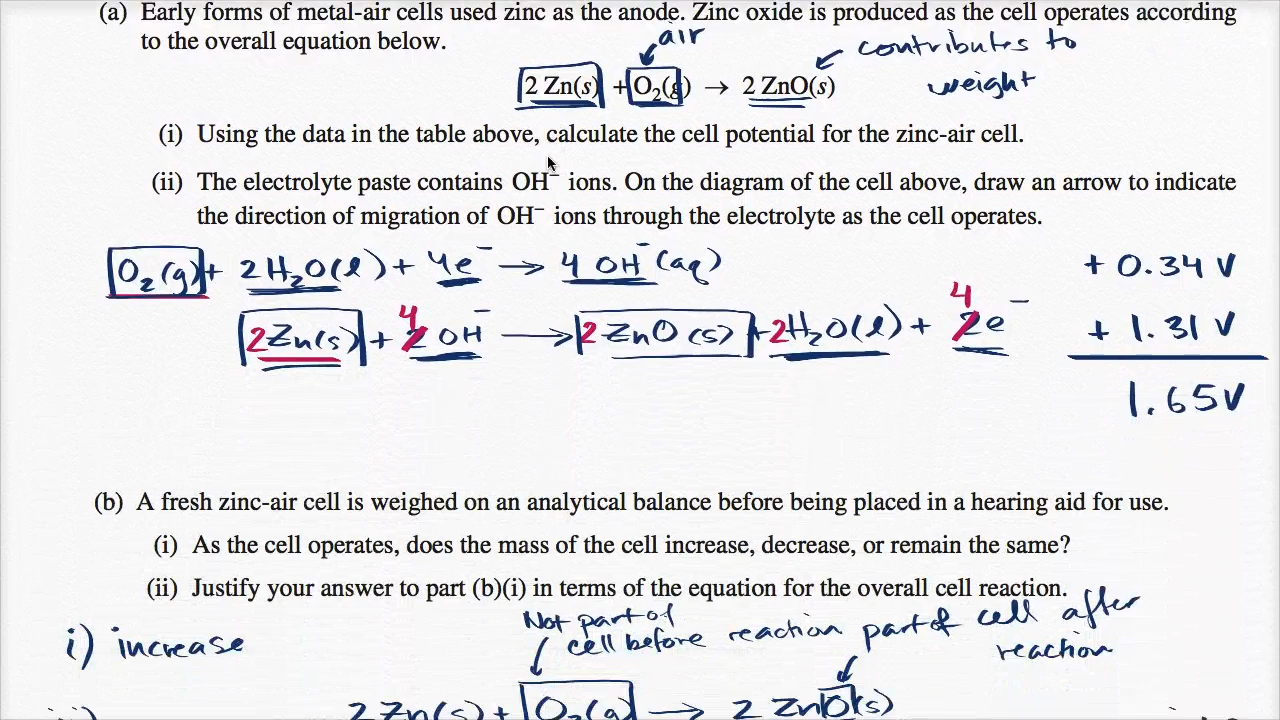 (a) Early forms of metal-air cells used zinc as the anode. Zinc oxide is produced as the cell operates according
to the overall equation below.
air
contributes to
weight
2 Zn(s) + O₂(g) → 2 ZnO(s)
(i) Using the data in the table above, calculate the cell potential for the zinc-air cell.
(ii) The electrolyte paste contains OH⁻ ions. On the diagram of the cell above, draw an arrow to indicate
the direction of migration of OH⁻ ions through the electrolyte as the cell operates.
O₂(g) + 2H₂O(l) + 4e⁻ → 4 OH⁻(aq) + 0.34 V
4 4
2Zn(s) + 2 OH⁻ → 2 ZnO(s) + 2H₂O(l) + 2e⁻ + 1.31 V
1.65V
(b) A fresh zinc-air cell is weighed on an analytical balance before being placed in a hearing aid for use.
(i) As the cell operates, does the mass of the cell increase, decrease, or remain the same?
(ii) Justify your answer to part (b)(i) in terms of the equation for the overall cell reaction.
i) increase
Not part of
cell before reaction
part of cell after
reaction
2 Zn(s) + O₂(g) → 2 ZnO(s)